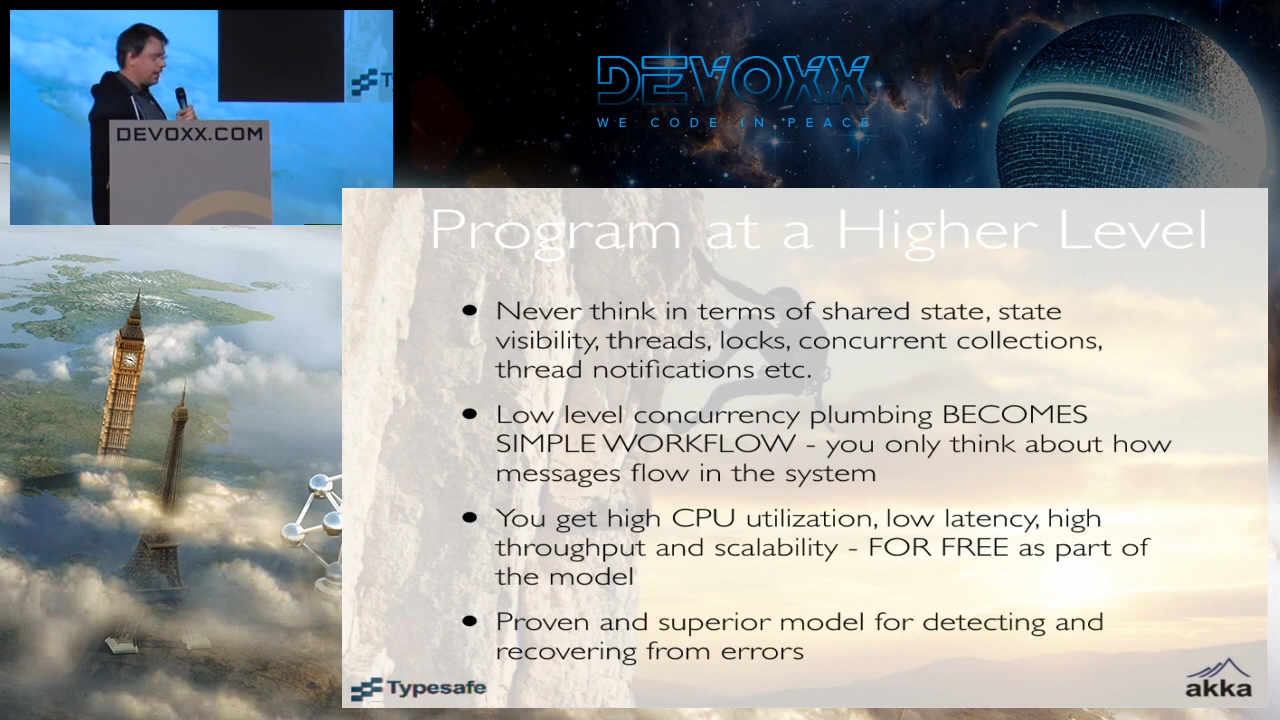 DEVOXX
WE CODE IN PEACE
DEVOXX.COM
Program at a Higher Level
• Never think in terms of shared state, state
visibility, threads, locks, concurrent collections,
thread notifications etc.
• Low level concurrency plumbing BECOMES
SIMPLE WORKFLOW - you only think about how
messages flow in the system
• You get high CPU utilization, low latency, high
throughput and scalability - FOR FREE as part of
the model
• Proven and superior model for detecting and
recovering from errors
Typesafe
akka